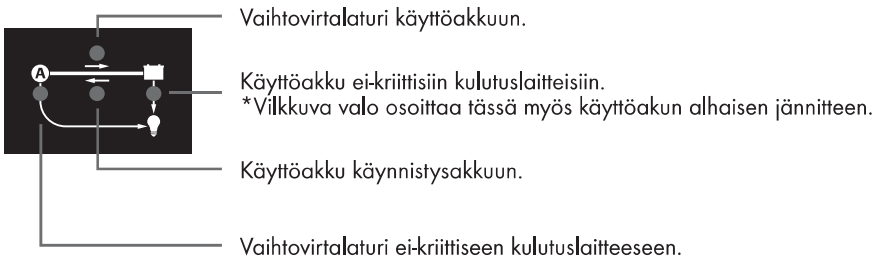 Vaihtovirtalaturi käyttöakkuun.
A
Käyttöakku ei-kriittisiin kulutuslaitteisiin.
*Vilkkuva valo osoittaa tässä myös käyttöakun alhaisen jännitteen.
Käyttöakku käynnistysakkuun.
Vaihtovirtalaturi ei-kriittiseen kulutuslaitteeseen.